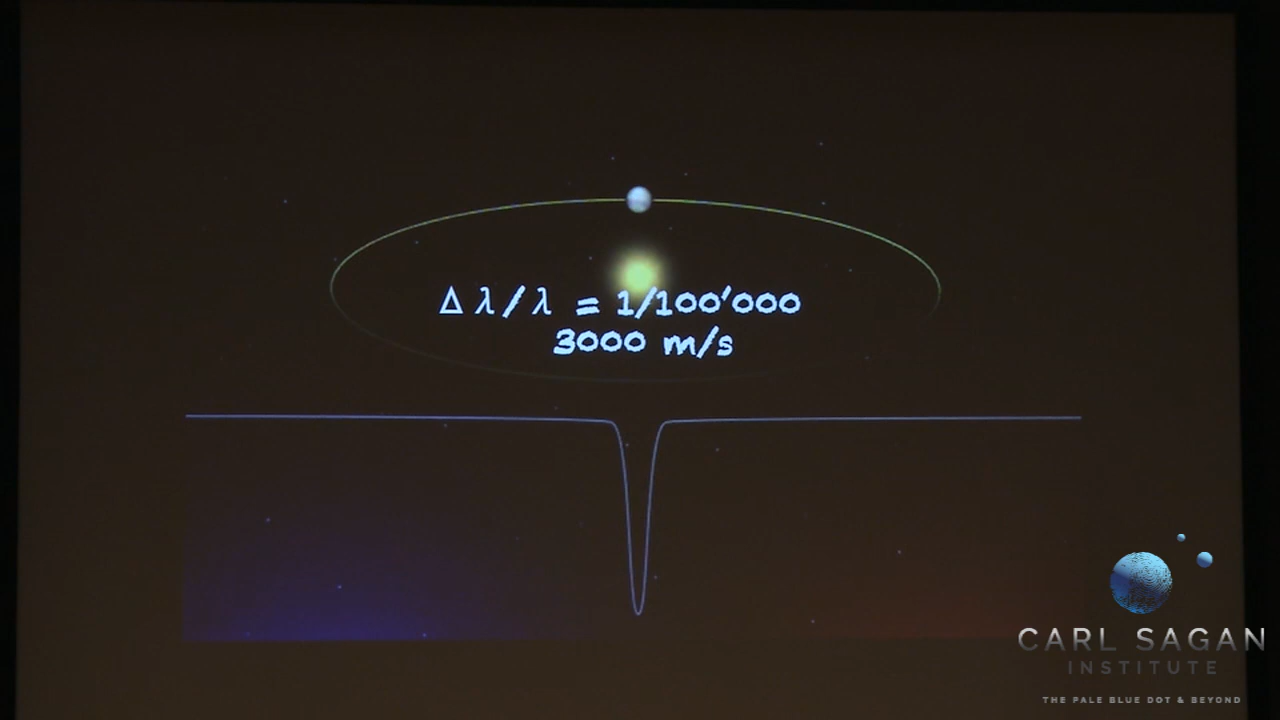 Δ λ/λ = 1/100'000
3000 m/s
CARL SAGAN
INSTITUTE
THE PALE BLUE DOT & BEYOND